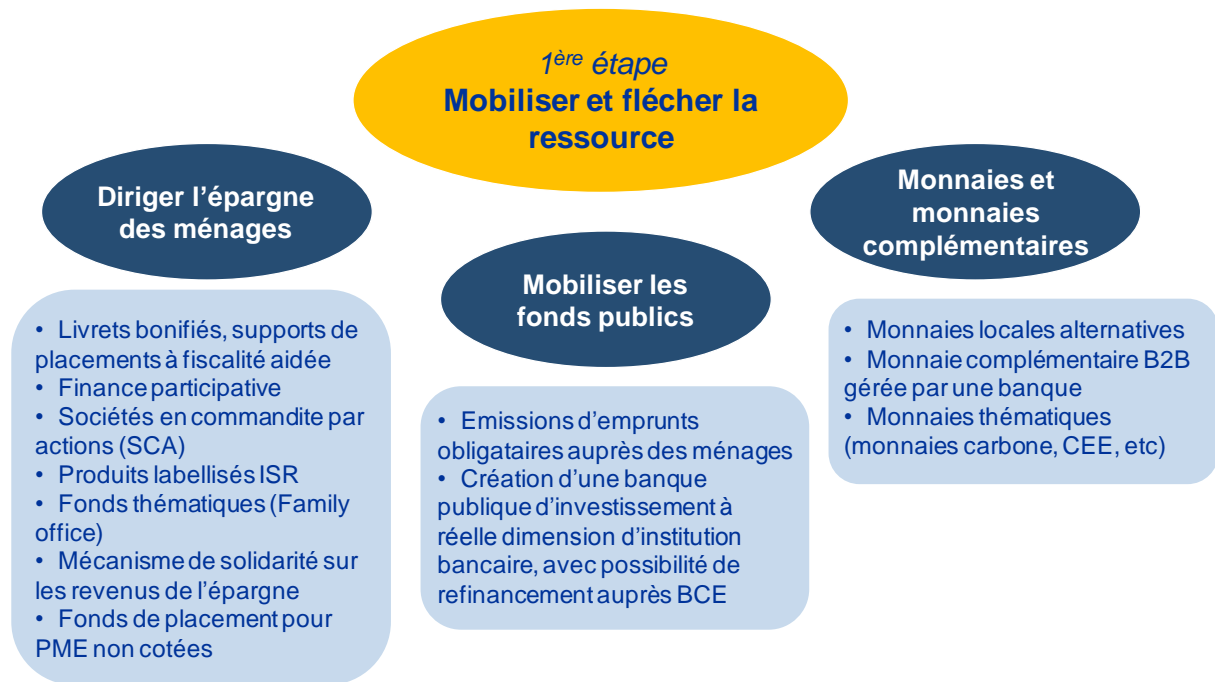 1ère étape
Mobiliser et flécher la
ressource
Diriger l’épargne
des ménages
• Livrets bonifiés, supports de
placements à fiscalité aidée
• Finance participative
• Sociétés en commandite par
actions (SCA)
• Produits labellisés ISR
• Fonds thématiques (Family
office)
• Mécanisme de solidarité sur
les revenus de l’épargne
• Fonds de placement pour
PME non cotées
Mobiliser les
fonds publics
• Emissions d’emprunts
obligataires auprès des ménages
• Création d’une banque
publique d’investissement à
réelle dimension d’institution
bancaire, avec possibilité de
refinancement auprès BCE
Monnaies et
monnaies
complémentaires
• Monnaies locales alternatives
• Monnaie complémentaire B2B
gérée par une banque
• Monnaies thématiques
(monnaies carbone, CEE, etc)